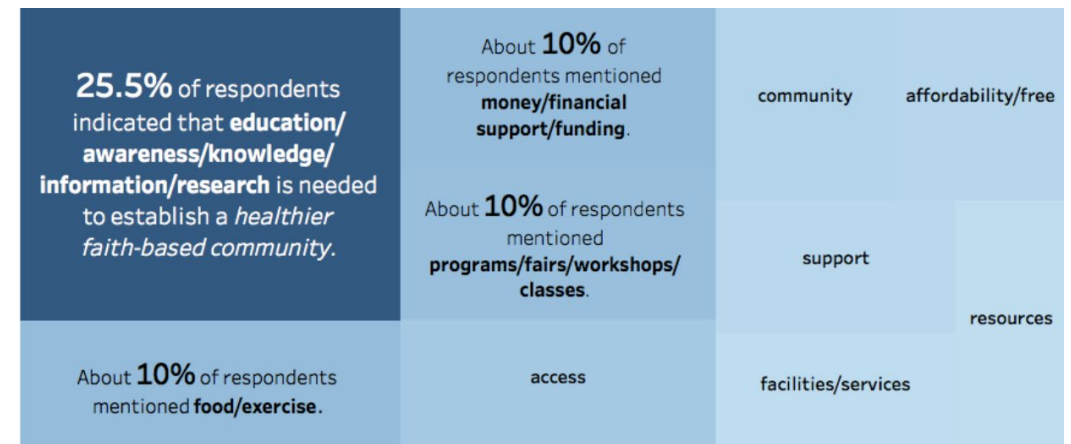 25.5% of respondents
indicated that education/
awareness/knowledge/
information/research is needed
to establish a healthier
faith-based community.
About 10% of respondents
mentioned food/exercise.
About 10% of
respondents mentioned
money/financial
support/funding.
About 10% of respondents
mentioned
programs/fairs/workshops/
classes.
access
community
affordability/free
support
resources
facilities/services